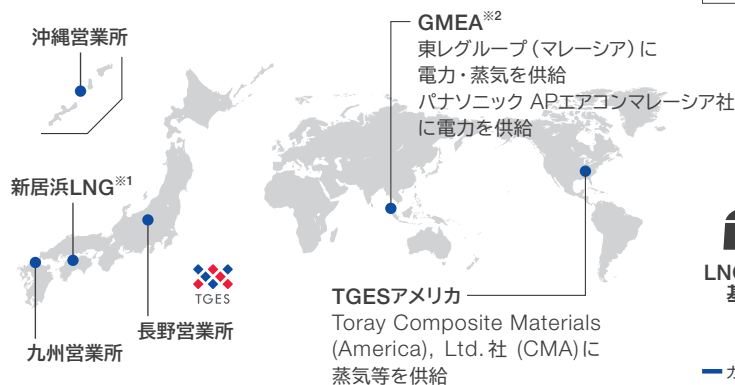 沖縄営業所
GMEA※2
東レグループ（マレーシア）に
電力・蒸気を供給
パナソニック APエアコンマレーシア社
に電力を供給
新居浜LNG※1
TGES
長野営業所
九州営業所
TGESアメリカ
Toray Composite Materials
(America), Ltd.社 (CMA)に
蒸気等を供給
LNG
基